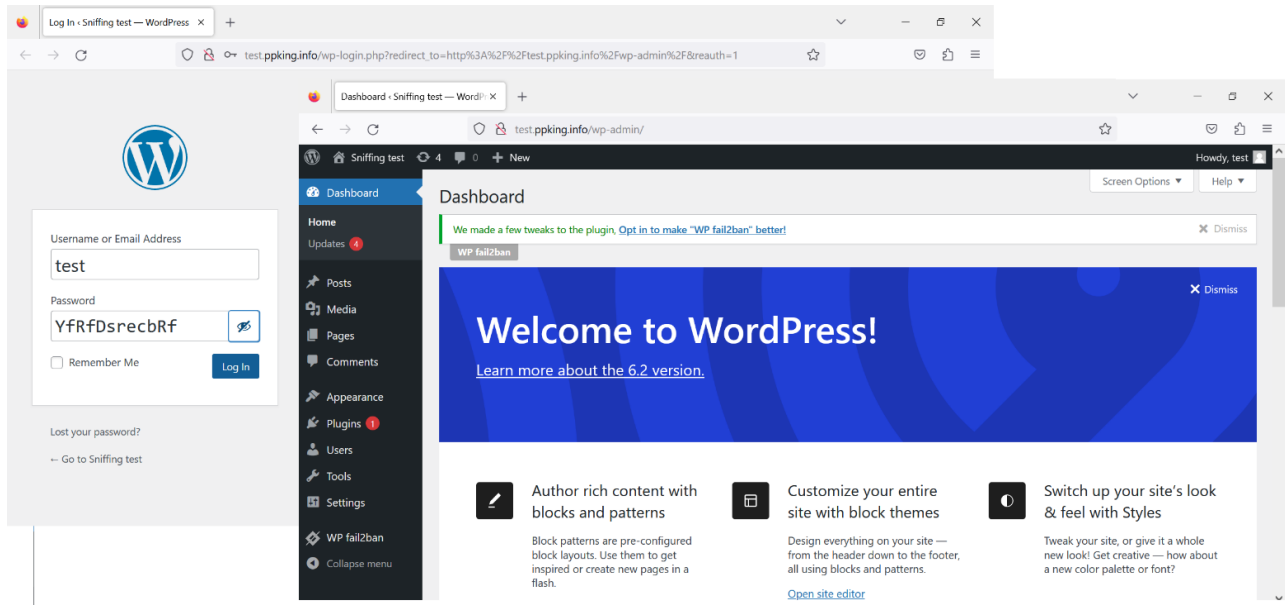 Log In ‹ Sniffing test — WordPress
test.ppking.info/wp-login.php?redirect_to=http%3A%2F%2Ftest.ppking.info%2Fwp-admin%2F&reauth=1
Username or Email Address
test
Password
YfRfDsrecbRf
Remember Me
Log In
Lost your password?
← Go to Sniffing test
Dashboard ‹ Sniffing test — WordPr
test.ppking.info/wp-admin/
Sniffing test 4 0 + New
Howdy, test
Dashboard
Home
Updates 4
Posts
Media
Pages
Comments
Appearance
Plugins 1
Users
Tools
Settings
WP fail2ban
Collapse menu
Screen Options ▼
Help ▼
Dashboard
We made a few tweaks to the plugin, Opt in to make "WP fail2ban" better!
Dismiss
WP fail2ban
Dismiss
Welcome to WordPress!
Learn more about the 6.2 version.
Author rich content with
blocks and patterns
Block patterns are pre-configured
block layouts. Use them to get
inspired or create new pages in a
flash.
Customize your entire
site with block themes
Design everything on your site —
from the header down to the footer,
all using blocks and patterns.
Open site editor
Switch up your site's look
& feel with Styles
Tweak your site, or give it a whole
new look! Get creative — how about
a new color palette or font?